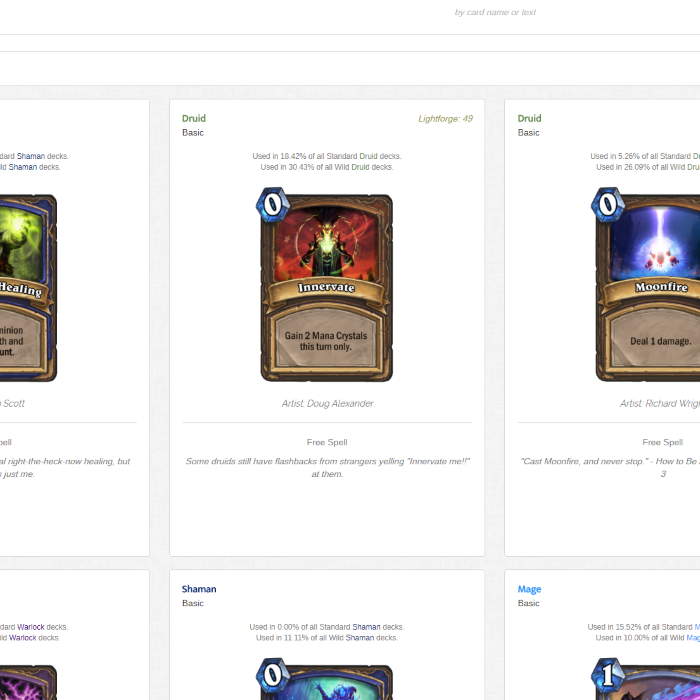 by card name or text
dard Shaman decks.
ld Shaman decks.
Healing
minion
th and
unt.
Scott
pell
al right-the-heck-now healing, but
s just me.
Druid
Lightforge: 49
Basic
Used in 18.42% of all Standard Druid decks.
Used in 30.43% of all Wild Druid decks.
0
Innervate
Gain 2 Mana Crystals
this turn only.
Artist: Doug Alexander
Free Spell
Some druids still have flashbacks from strangers yelling "Innervate me!!"
at them.
Druid
Basic
Used in 5.26% of all Standard Dr
Used in 26.09% of all Wild Dru
0
Moonfire
Deal 1 damage.
Artist: Richard Wrigh
Free Spell
"Cast Moonfire, and never stop." - How to Be
3
dard Warlock decks.
ild Warlock decks.
Shaman
Basic
Used in 0.00% of all Standard Shaman decks.
Used in 11.11% of all Wild Shaman decks.
0
Mage
Basic
Used in 15.52% of all Standard M
Used in 10.00% of all Wild Mag
1